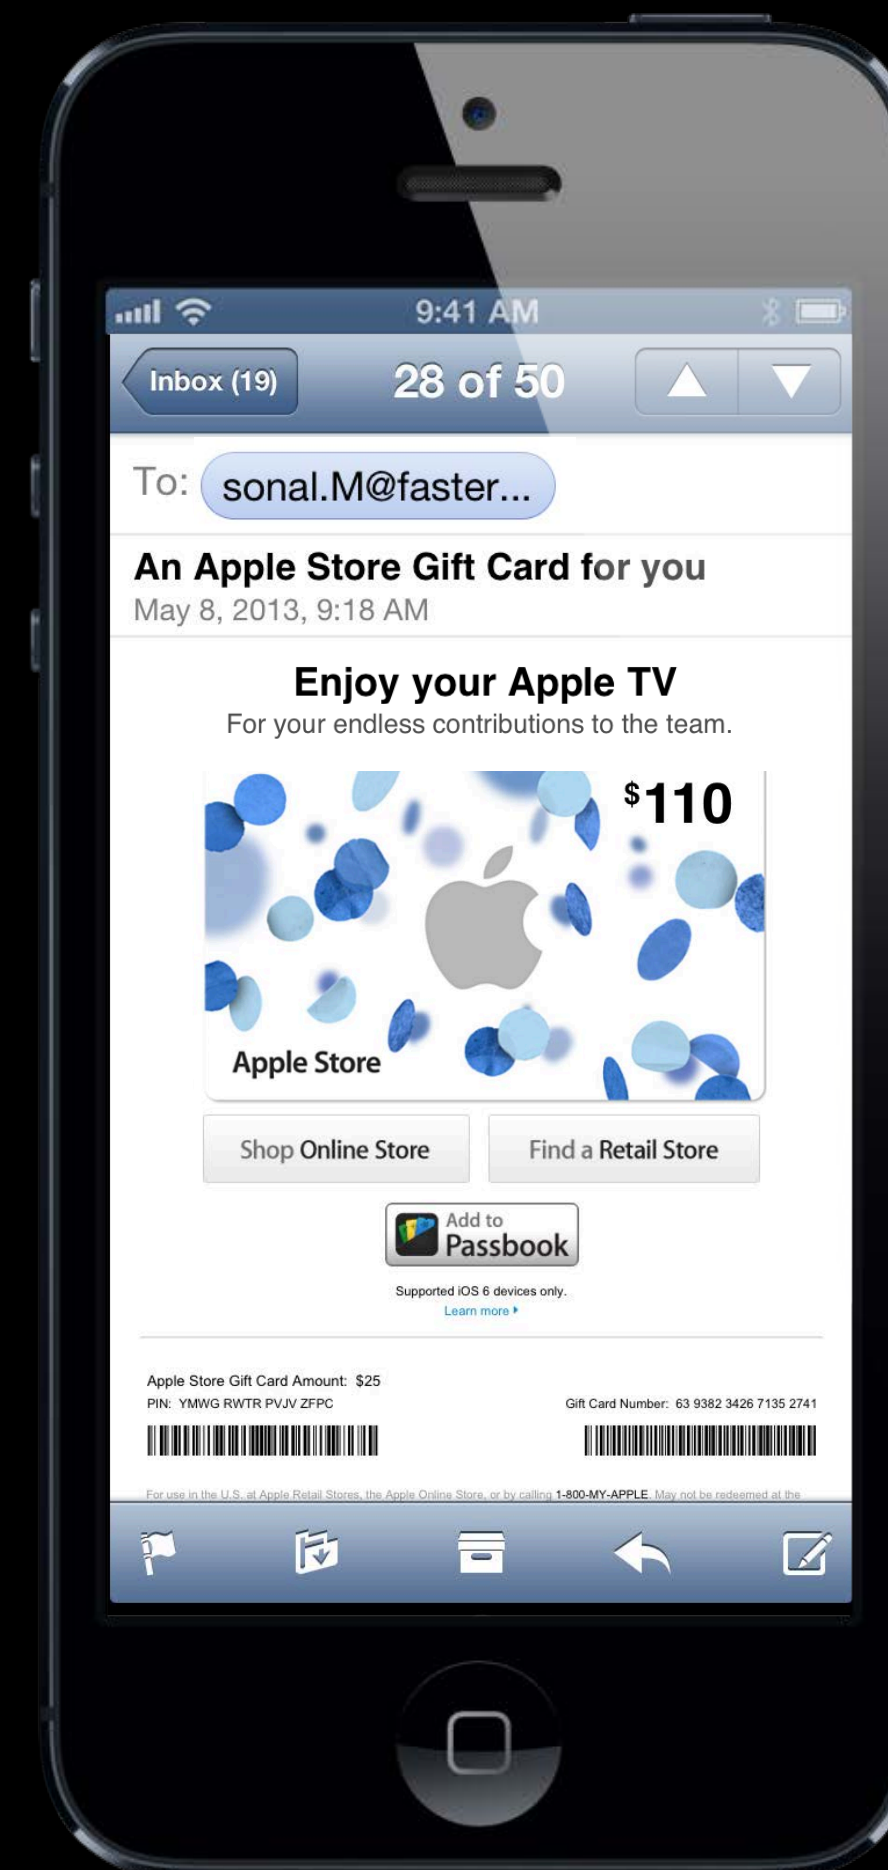 9:41 AM
Inbox (19)
28 of 50
To: sonal.M@faster...
An Apple Store Gift Card for you
May 8, 2013, 9:18 AM
Enjoy your Apple TV
For your endless contributions to the team.
$110
Apple Store
Shop Online Store
Find a Retail Store
Add to
Passbook
Supported iOS 6 devices only.
Learn more
Apple Store Gift Card Amount: $25
PIN: YMWG RWTR PVJV ZFPC
Gift Card Number: 63 9382 3426 7135 2741
For use in the U.S. at Apple Retail Stores, the Apple Online Store, or by calling 1-800-MY-APPLE. May not be redeemed at the